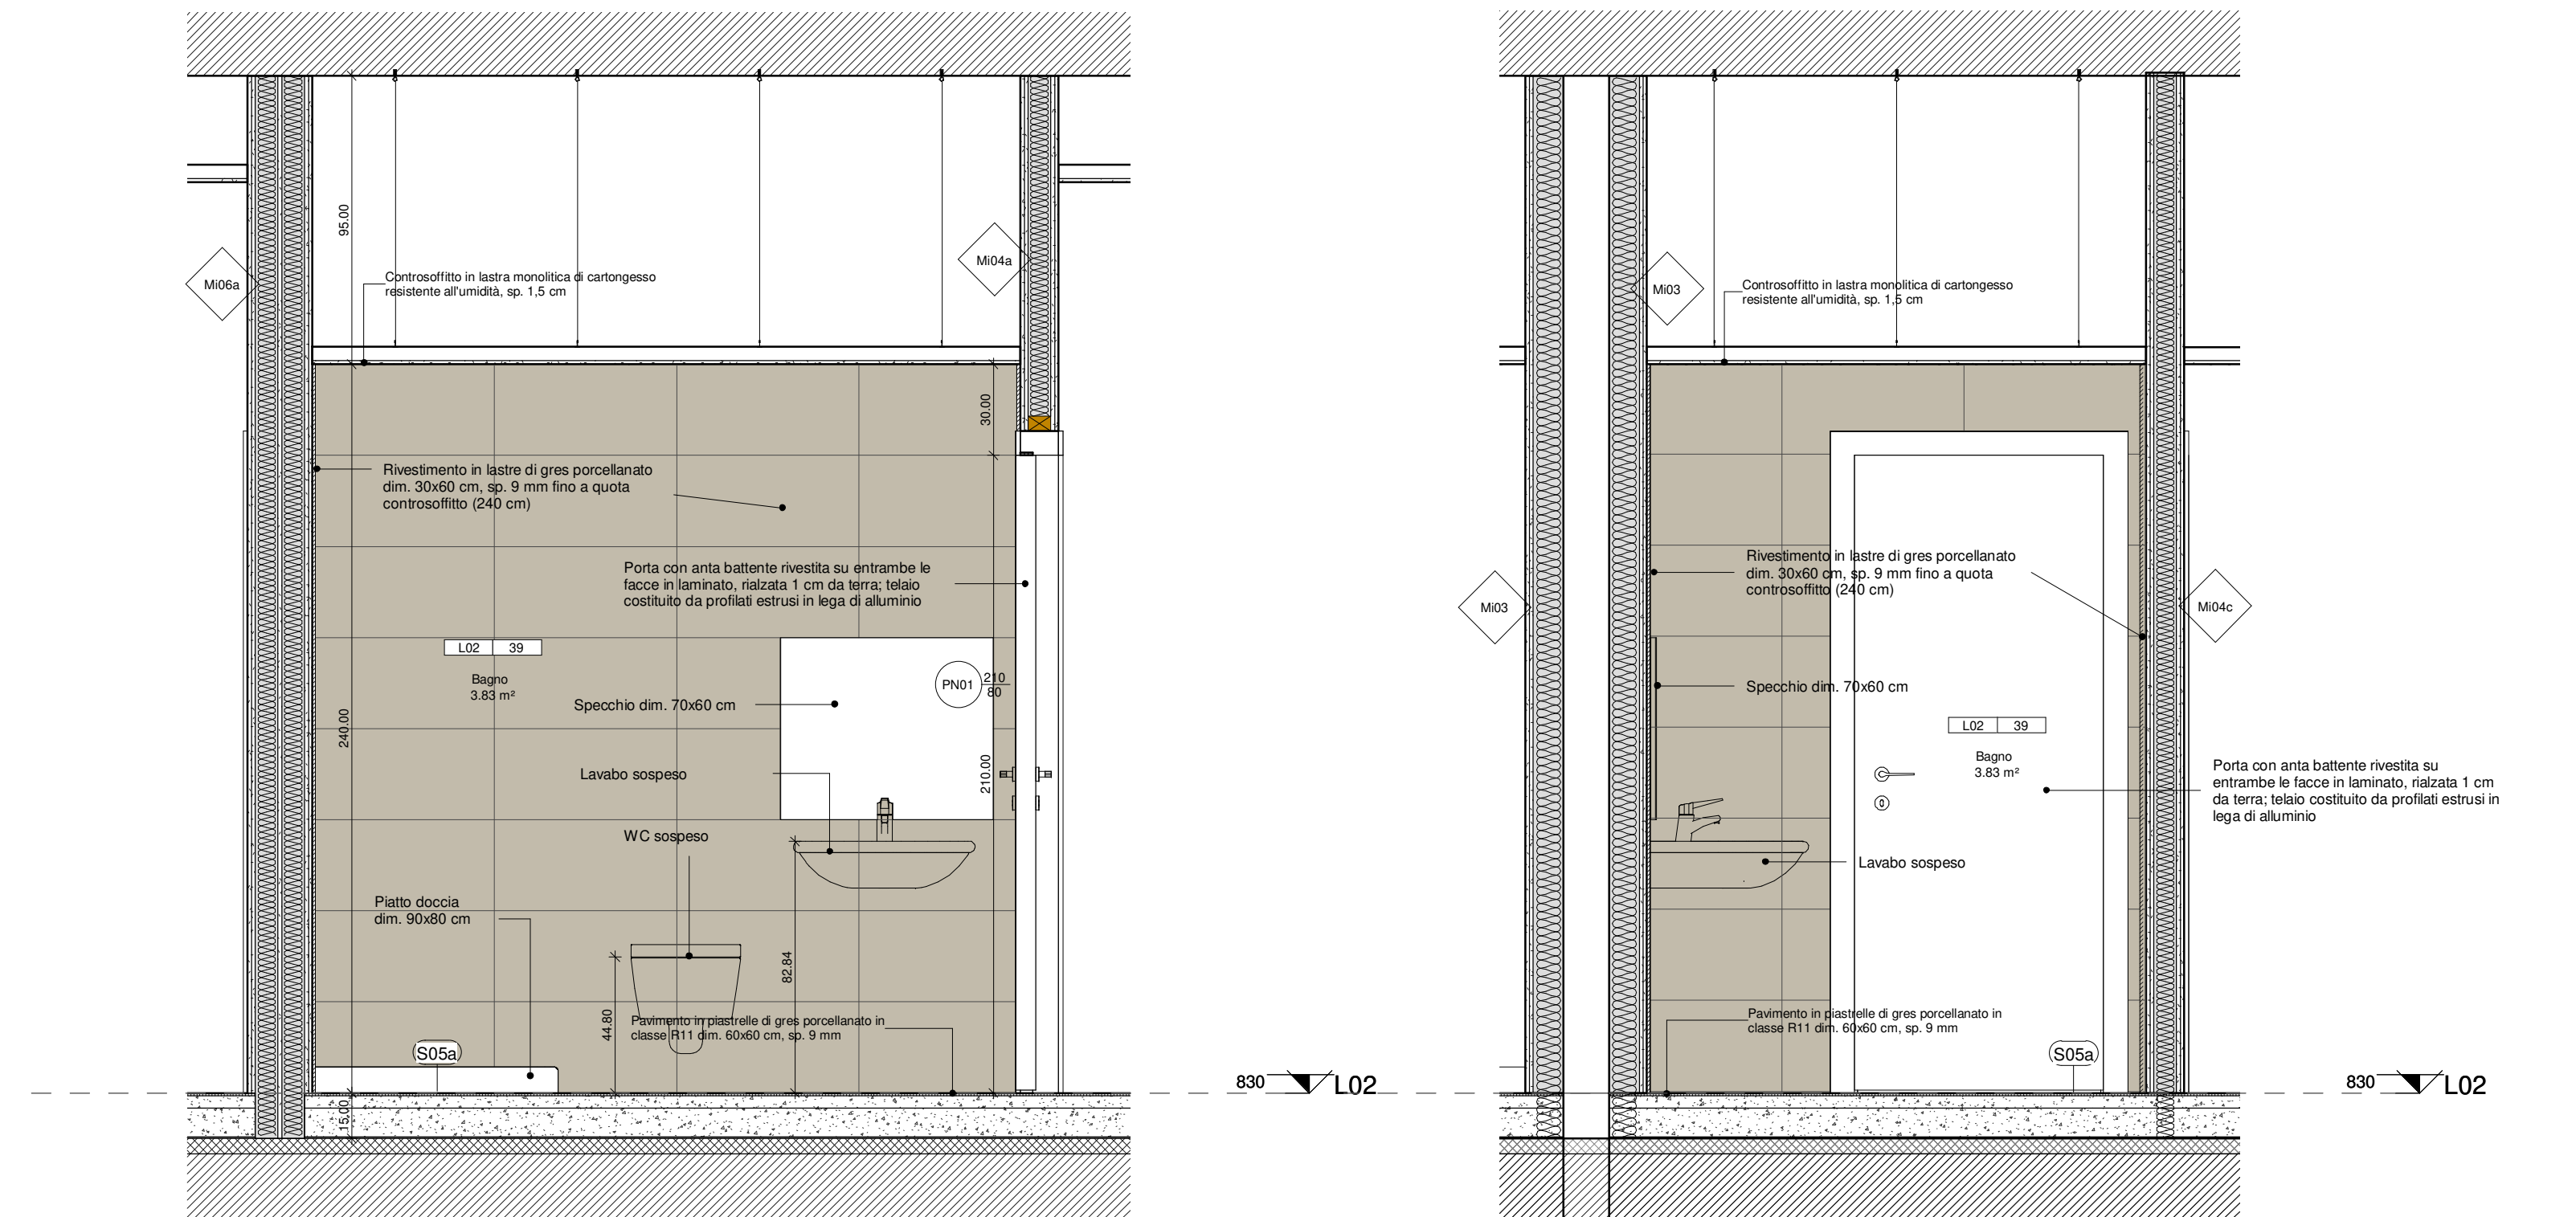 95.00
Mi06a
Mi04a
Controsoffitto in lastra monolitica di cartongesso
resistente all'umidità, sp. 1,5 cm
30.00
Rivestimento in lastre di gres porcellanato
dim. 30x60 cm, sp. 9 mm fino a quota
controsoffitto (240 cm)
Porta con anta battente rivestita su entrambe le
facce in laminato, rialzata 1 cm da terra; telaio
costituito da profilati estrusi in lega di alluminio
L02 39
Bagno
3.83 m²
PN01 210
80
Specchio dim. 70x60 cm
240.00
210.00
Lavabo sospeso
WC sospeso
Piatto doccia
dim. 90x80 cm
82.84
44.80
Pavimento in piastrelle di gres porcellanato in
classe R11 dim. 60x60 cm, sp. 9 mm
S05a
15.00
830 L02
Mi03
Controsoffitto in lastra monolitica di cartongesso
resistente all'umidità, sp. 1,5 cm
Rivestimento in lastre di gres porcellanato
dim. 30x60 cm, sp. 9 mm fino a quota
controsoffitto (240 cm)
Mi03
Mi04c
Specchio dim. 70x60 cm
L02 39
Bagno
3.83 m²
Porta con anta battente rivestita su
entrambe le facce in laminato, rialzata 1 cm
da terra; telaio costituito da profilati estrusi in
lega di alluminio
Lavabo sospeso
Pavimento in piastrelle di gres porcellanato in
classe R11 dim. 60x60 cm, sp. 9 mm
S05a
830 L02